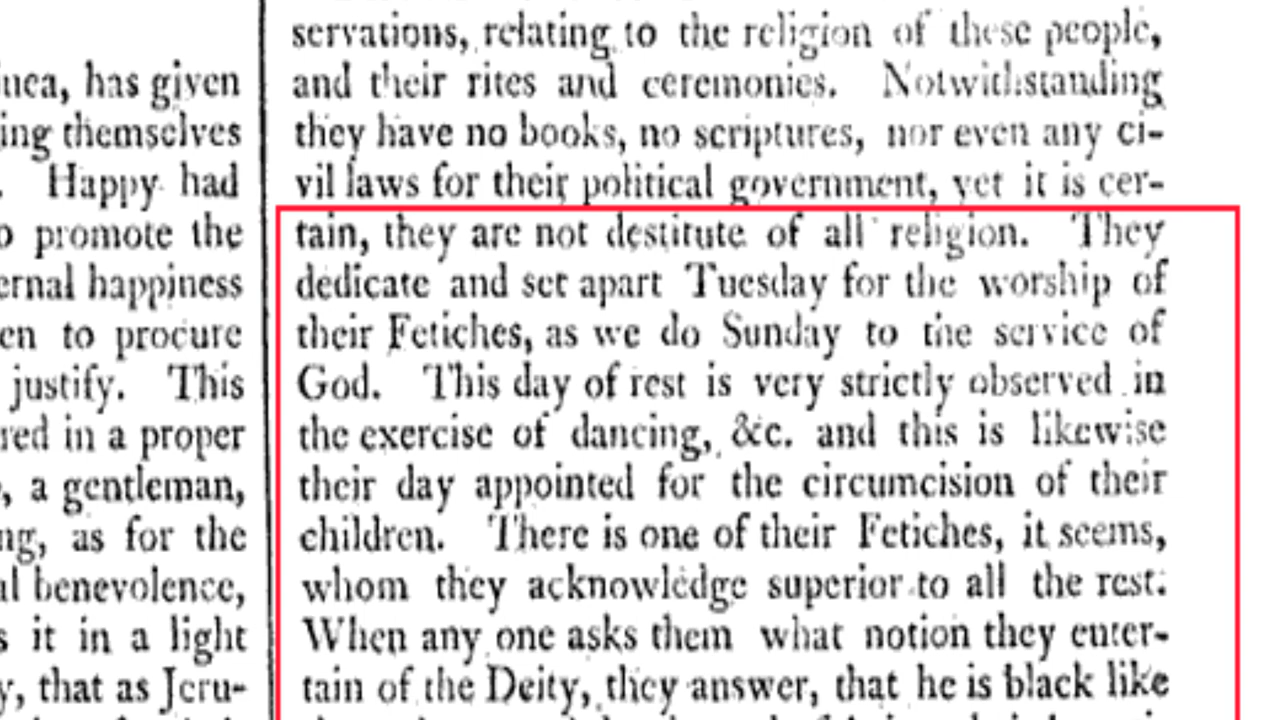 has given
themselves
Happy had
promote the
happiness
to procure
justify. This
in a proper
a gentleman,
as for the
benevolence,
it in a light
that as Jeru-
servations, relating to the religion of these people,
and their rites and ceremonies. Notwithstanding
they have no books, no scriptures, nor even any ci-
vil laws for their political government, yet it is cer-
tain, they are not destitute of all religion. They
dedicate and set apart Tuesday for the worship of
their Fetiches, as we do Sunday to the service of
God. This day of rest is very strictly observed in
the exercise of dancing, &c. and this is likewise
their day appointed for the circumcision of their
children. There is one of their Fetiches, it seems,
whom they acknowledge superior to all the rest.
When any one asks them what notion they enter-
tain of the Deity, they answer, that he is black like